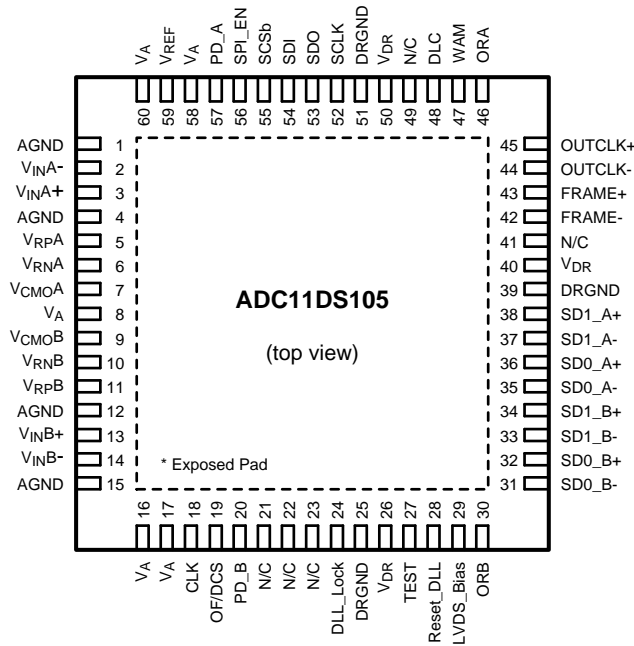 VA
VREF
VA
PD_A
SPI_EN
SCSb
SDI
SDO
SCLK
DRGND
VDR
N/C
DLC
WAM
ORA
60
59
58
57
56
55
54
53
52
51
50
49
48
47
46
AGND 1
VINA- 2
VINA+ 3
AGND 4
VRPA 5
VRNA 6
VCMOA 7
VA 8
VCMOB 9
VRNB 10
VRPB 11
AGND 12
VINB+ 13
VINB- 14
AGND 15
ADC11DS105
(top view)
* Exposed Pad
45 OUTCLK+
44 OUTCLK-
43 FRAME+
42 FRAME-
41 N/C
40 VDR
39 DRGND
38 SD1_A+
37 SD1_A-
36 SD0_A+
35 SD0_A-
34 SD1_B+
33 SD1_B-
32 SD0_B+
31 SD0_B-
16
17
18
19
20
21
22
23
24
25
26
27
28
29
30
VA
VA
CLK
OF/DCS
PD_B
N/C
N/C
N/C
DLL_Lock
DRGND
VDR
TEST
Reset_DLL
LVDS_Bias
ORB